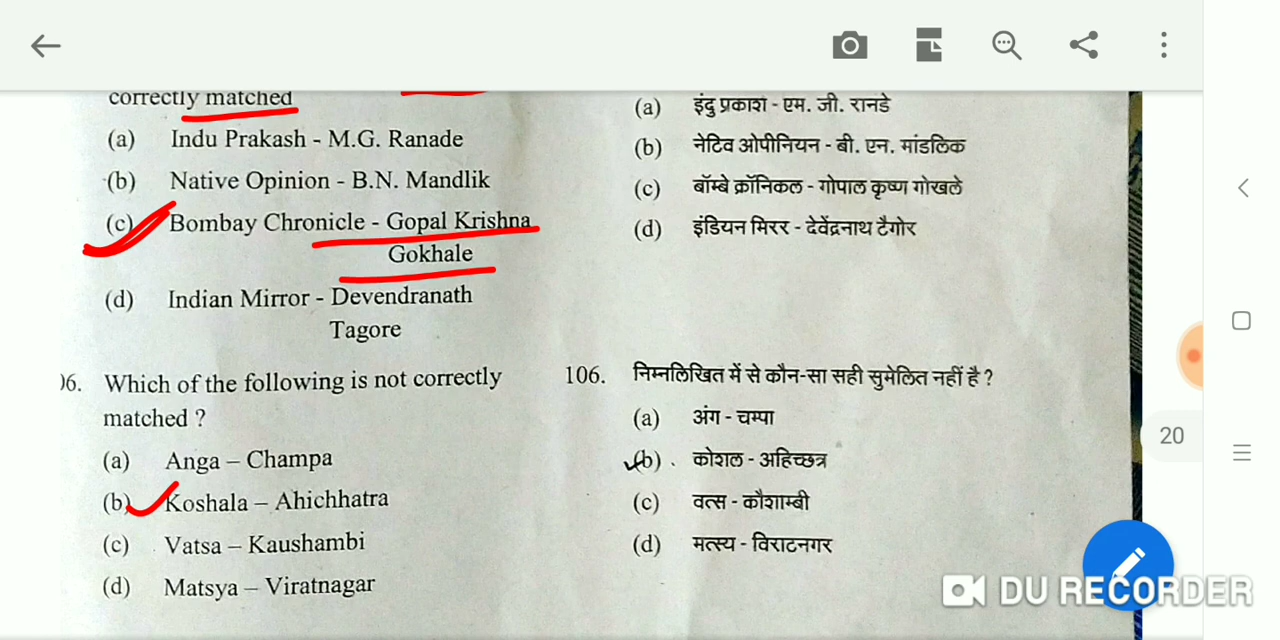 correctly matched
(a) Indu Prakash - M.G. Ranade
(b) Native Opinion - B.N. Mandlik
(c) Bombay Chronicle - Gopal Krishna
Gokhale
(d) Indian Mirror - Devendranath
Tagore
06. Which of the following is not correctly
matched ?
(a) Anga – Champa
(b) Koshala – Ahichhatra
(c) Vatsa – Kaushambi
(d) Matsya – Viratnagar
(a) इंदु प्रकाश - एम. जी. रानडे
(b) नेटिव ओपीनियन - बी. एन. मांडलिक
(c) बॉम्बे क्रॉनिकल - गोपाल कृष्ण गोखले
(d) इंडियन मिरर - देवेंद्रनाथ टैगोर
106. निम्नलिखित में से कौन-सा सही सुमेलित नहीं है ?
(a) अंग - चम्पा
(b) कोशल - अहिच्छत्र
(c) वत्स - कौशाम्बी
(d) मत्स्य - विराटनगर
20
DU RECORDER